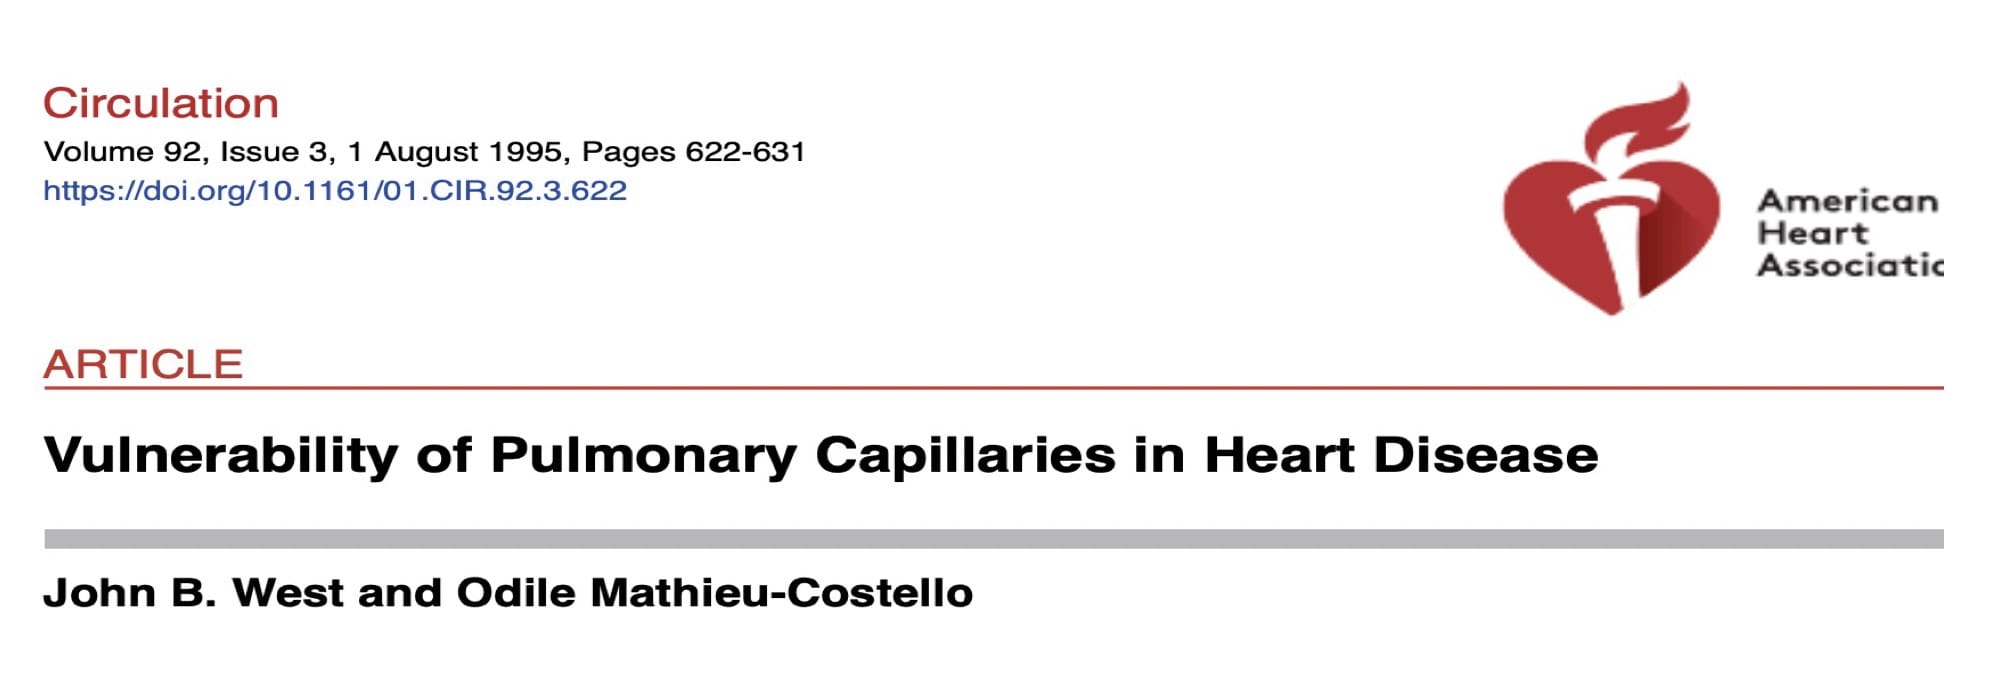 Circulation
Volume 92, Issue 3, 1 August 1995, Pages 622-631
https://doi.org/10.1161/01.CIR.92.3.622
American
Heart
Associatic
ARTICLE
Vulnerability of Pulmonary Capillaries in Heart Disease
John B. West and Odile Mathieu-Costello